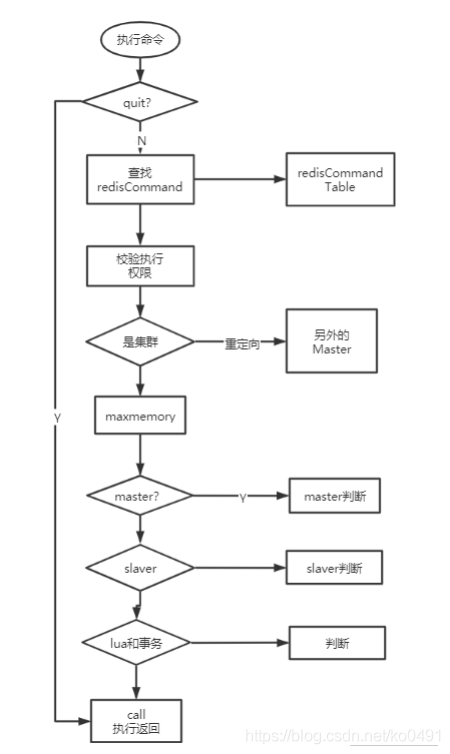 执行命令
quit?
N
查找
redisCommand
redisCommand
Table
校验执行
权限
是集群
重定向
另外的
Master
maxmemory
Y
master?
Y
master判断
slaver
slaver判断
lua和事务
判断
call
执行返回
https://blog.csdn.net/ko0491